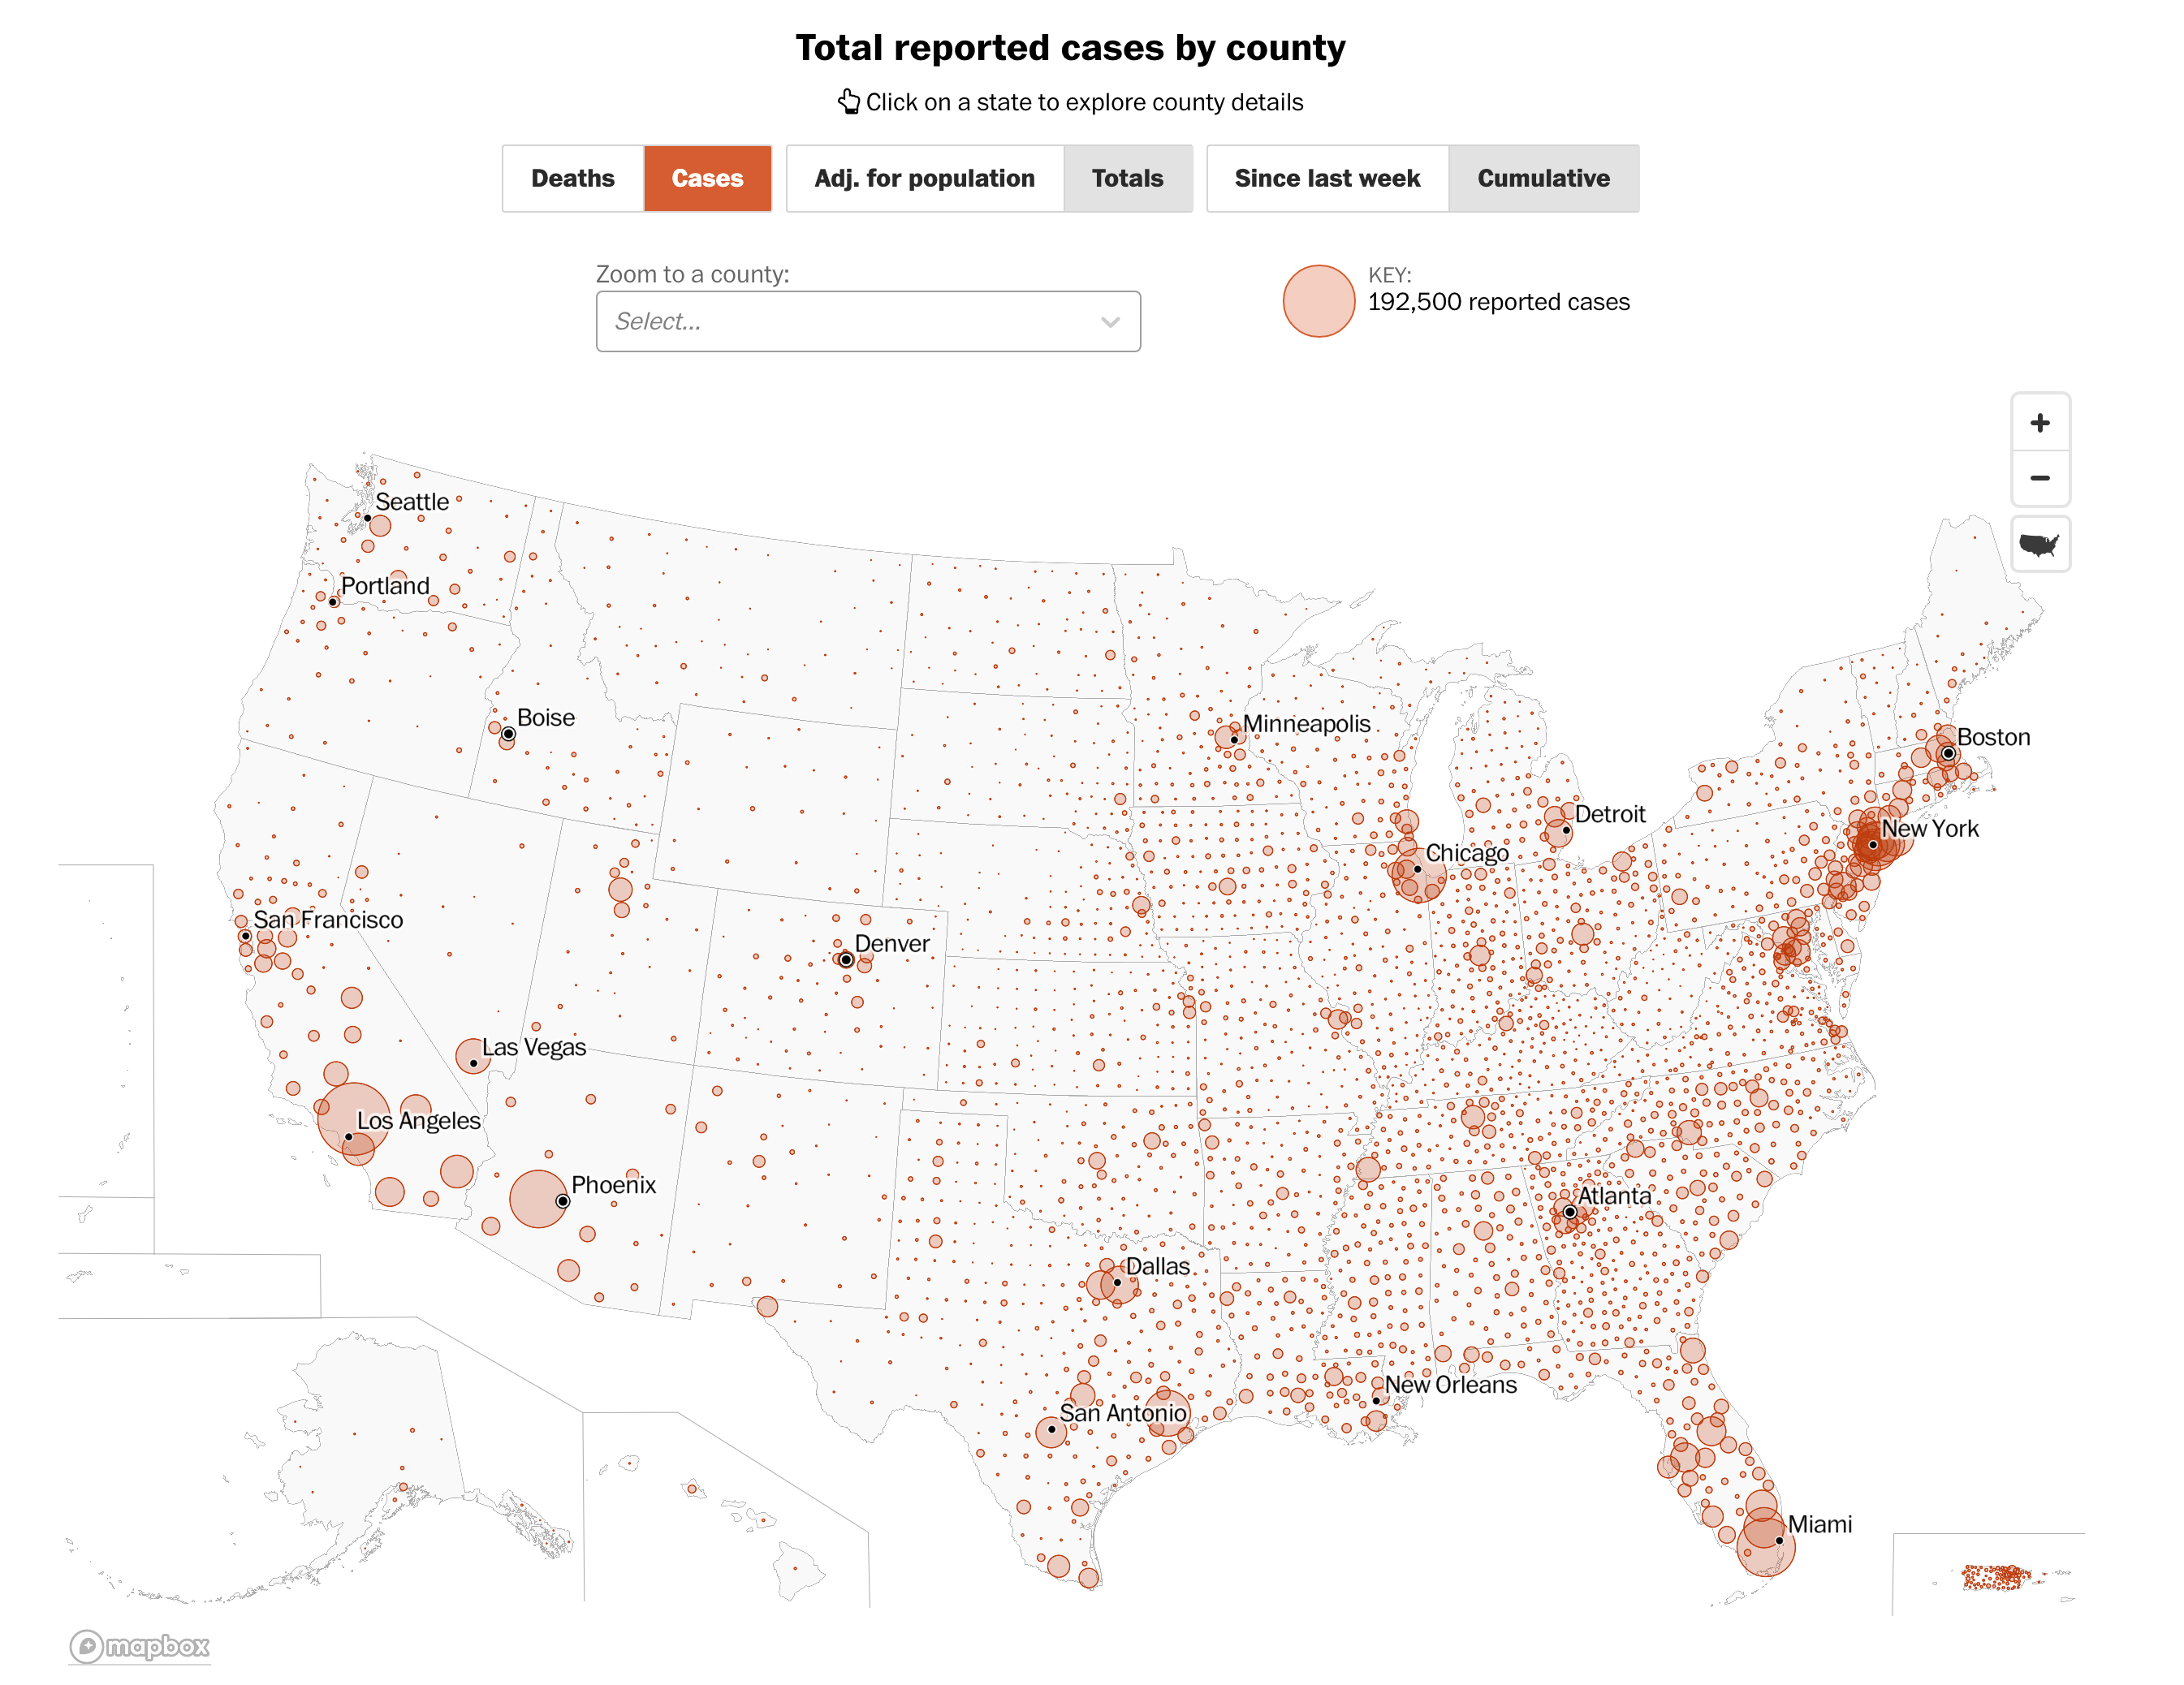 Total reported cases by county
Click on a state to explore county details
Deaths
Cases
Adj. for population
Totals
Since last week
Cumulative
Zoom to a county:
Select...
KEY:
192,500 reported cases
+
−
Seattle
Portland
Boise
Minneapolis
Boston
Detroit
New York
Chicago
San Francisco
Denver
Las Vegas
Los Angeles
Phoenix
Atlanta
Dallas
New Orleans
San Antonio
Miami
mapbox